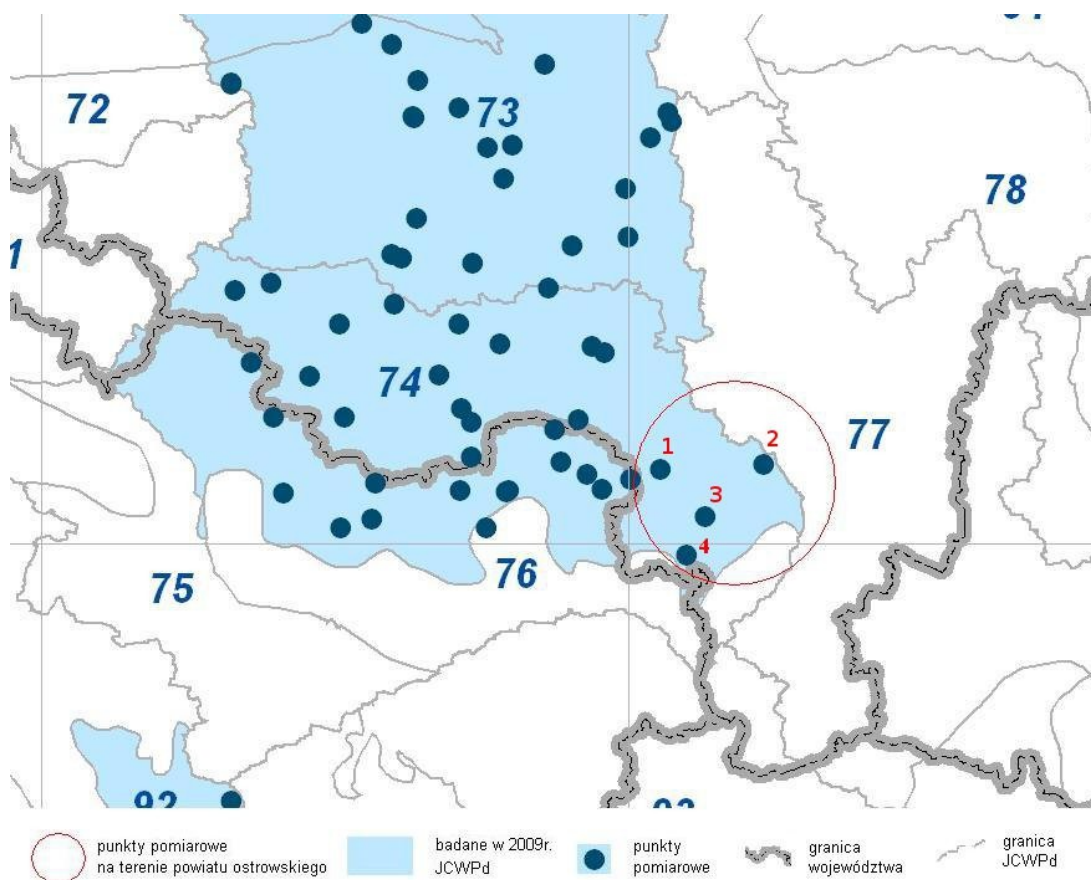 72
73
78
1
74
77
1
2
3
4
75
76
92
punkty pomiarowe
na terenie powiatu ostrowskiego
badane w 2009r.
JCWPd
punkty
pomiarowe
granica
województwa
granica
JCWPd